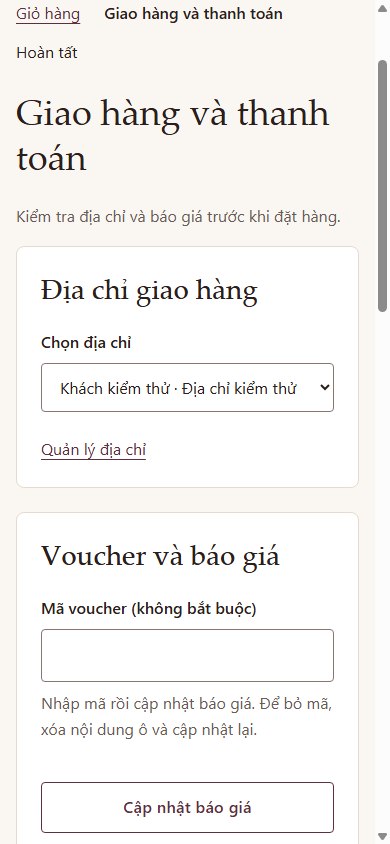 Giỏ hàng Giao hàng và thanh toán
Hoàn tất
Giao hàng và thanh
toán
Kiểm tra địa chỉ và báo giá trước khi đặt hàng.
Địa chỉ giao hàng
Chọn địa chỉ
Khách kiểm thử · Địa chỉ kiểm thử
Quản lý địa chỉ
Voucher và báo giá
Mã voucher (không bắt buộc)
Nhập mã rồi cập nhật báo giá. Để bỏ mã,
xóa nội dung ô và cập nhật lại.
Cập nhật báo giá